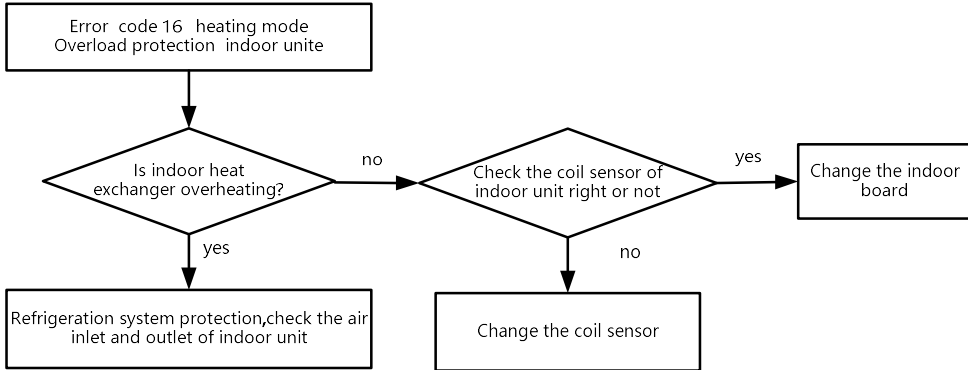 Error code 16 heating mode
Overload protection indoor unite
Is indoor heat
exchanger overheating?
no
Check the coil sensor of
indoor unit right or not
yes
Change the indoor
board
yes
no
Refrigeration system protection,check the air
inlet and outlet of indoor unit
Change the coil sensor